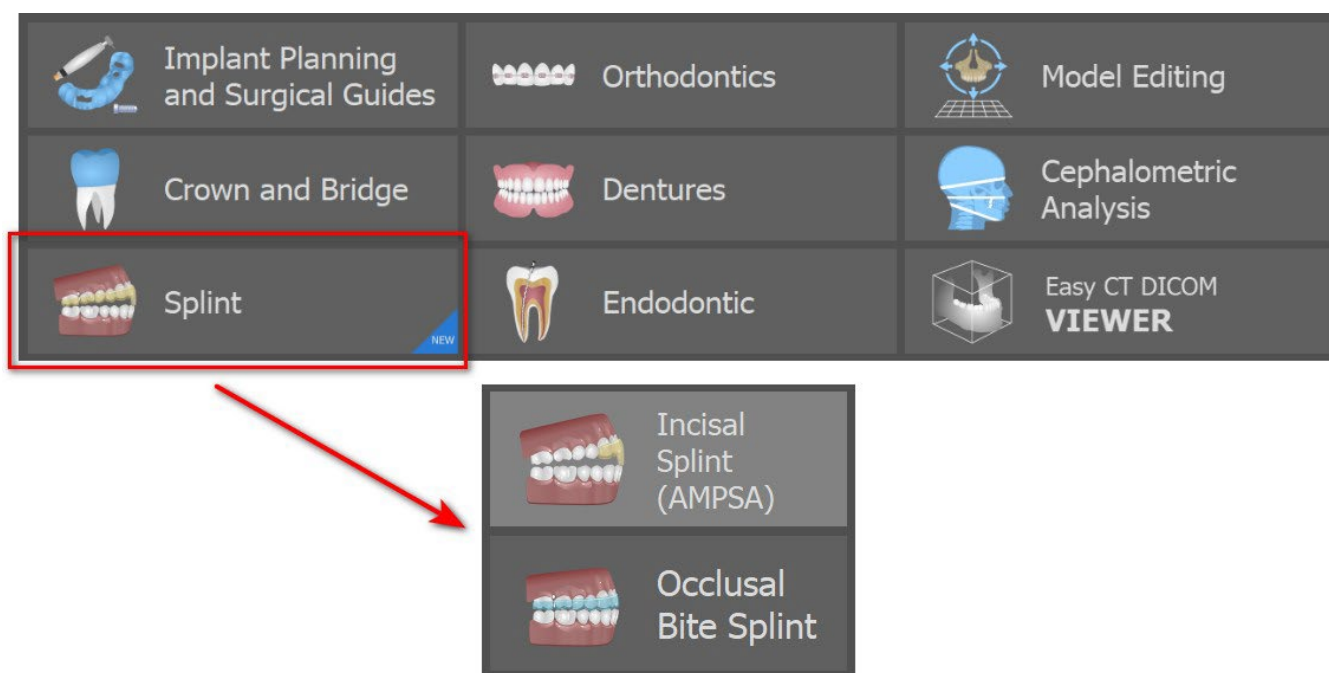 Implant Planning
and Surgical Guides
Orthodontics
Model Editing
Crown and Bridge
Dentures
Cephalometric
Analysis
Splint
NEW
Endodontic
Easy CT DICOM
VIEWER
Incisal
Splint
(AMPSA)
Occlusal
Bite Splint